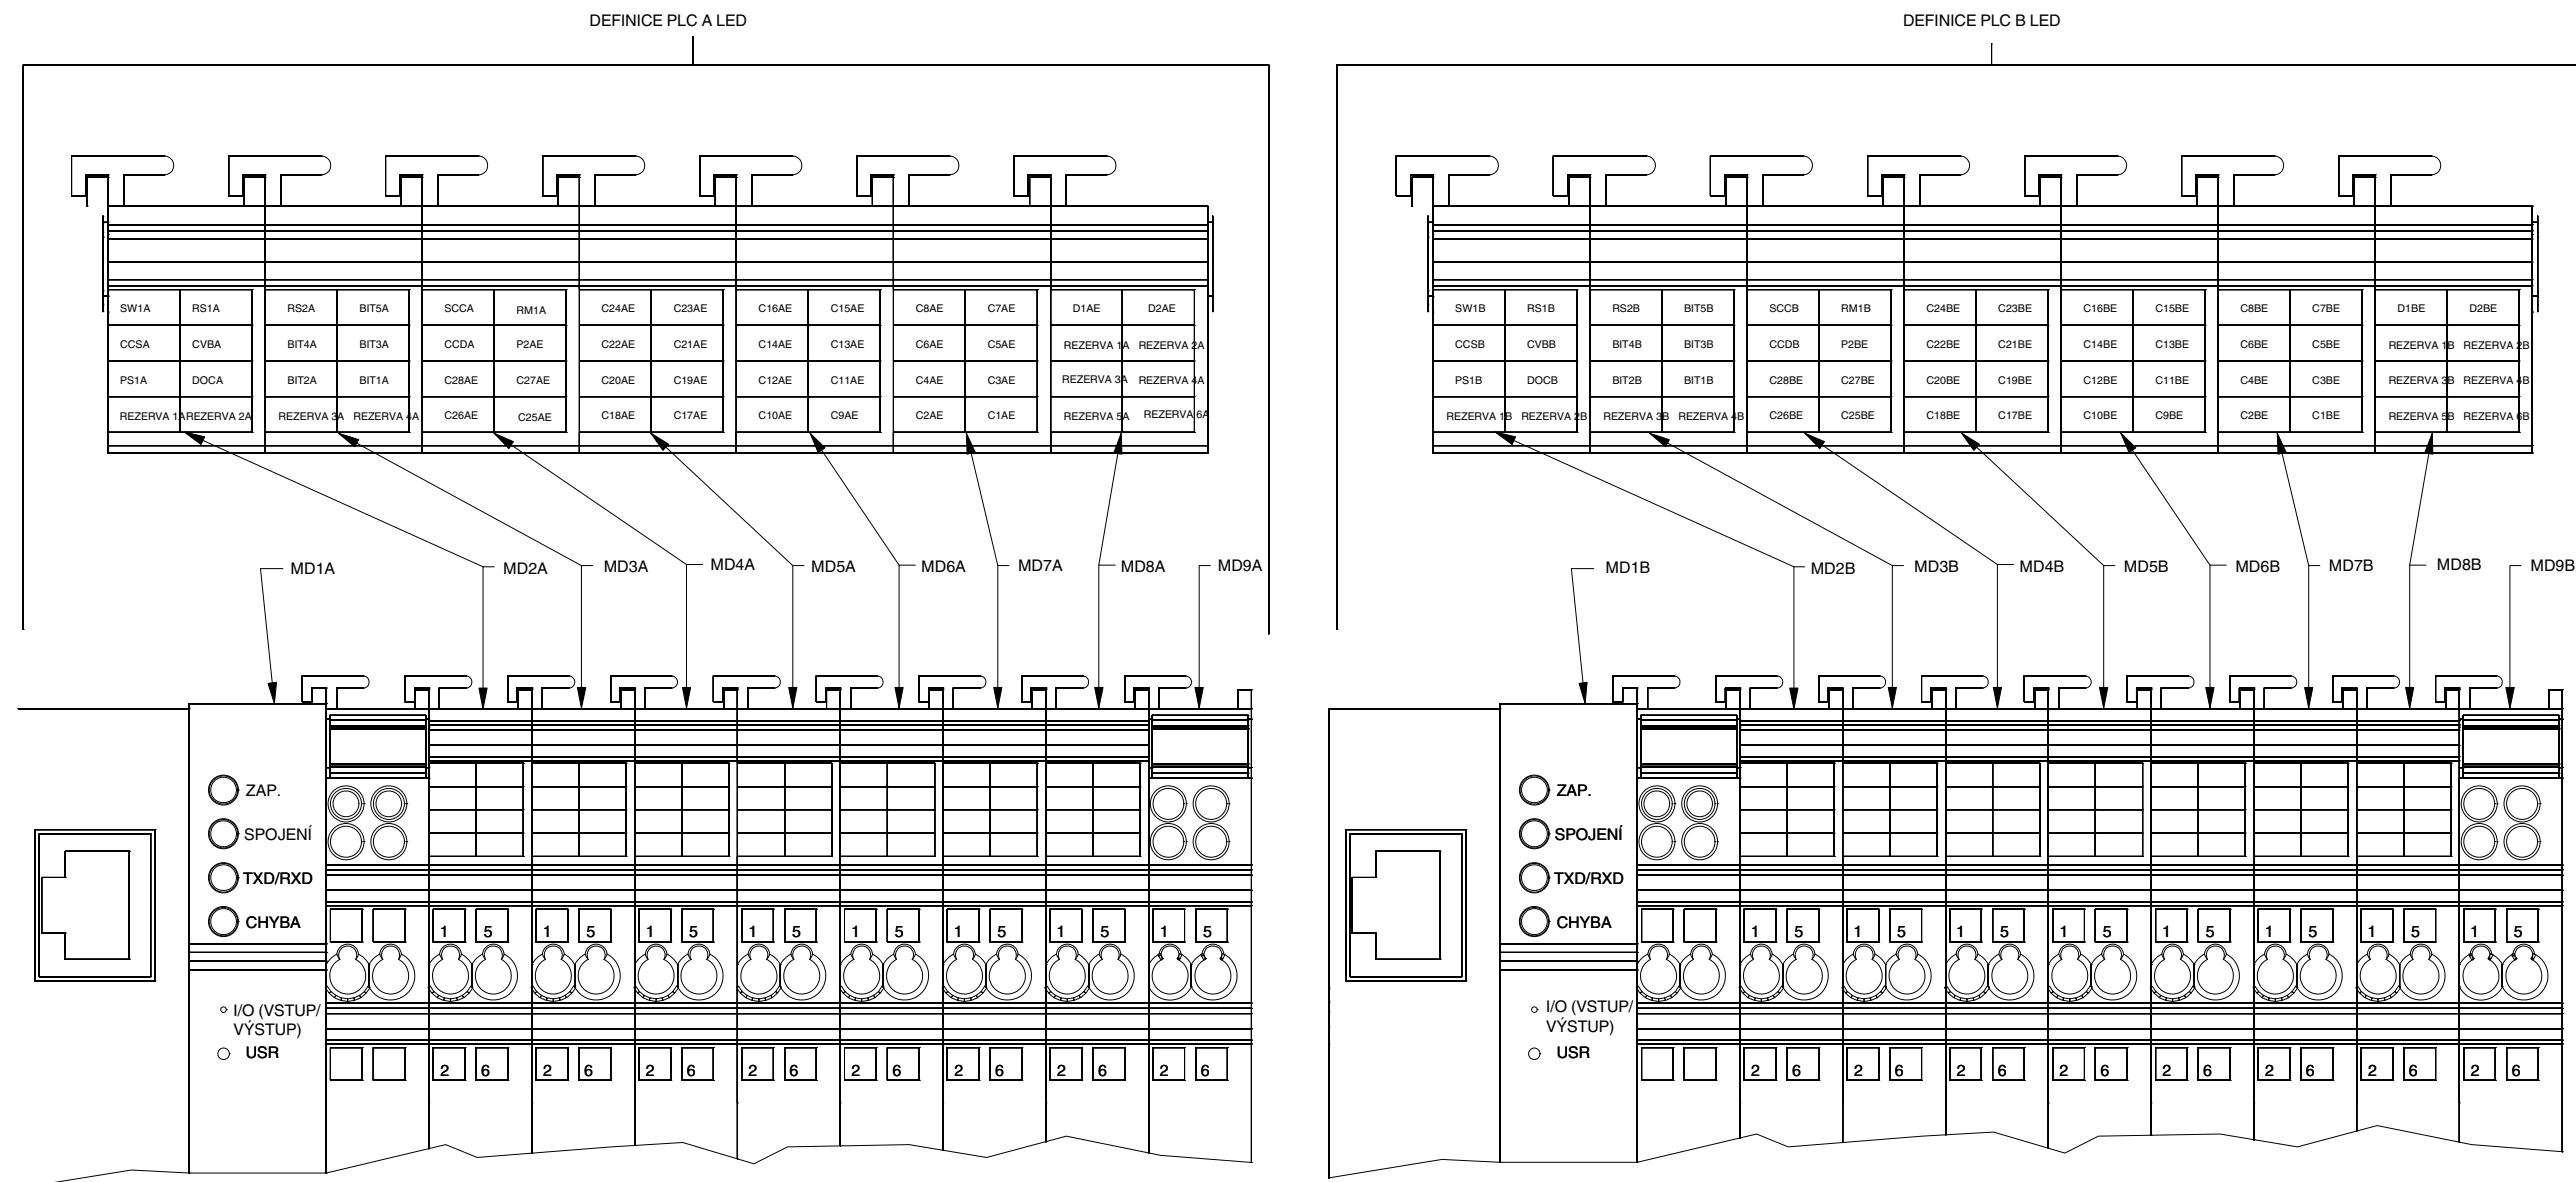 DEFINICE PLC A LED
SW1A RS1A RS2A BIT5A SCCA RM1A C24AE C23AE C16AE C15AE C8AE C7AE D1AE D2AE
CCSA CVBA BIT4A BIT3A CCDA P2AE C22AE C21AE C14AE C13AE C6AE C5AE REZERVA 1A REZERVA 2A
PS1A DOCA BIT2A BIT1A C28AE C27AE C20AE C19AE C12AE C11AE C4AE C3AE REZERVA 3A REZERVA 4A
REZERVA 1A REZERVA 2A REZERVA 3A REZERVA 4A C26AE C25AE C18AE C17AE C10AE C9AE C2AE C1AE REZERVA 5A REZERVA 6A
MD1A MD2A MD3A MD4A MD5A MD6A MD7A MD8A MD9A
ZAP.
SPOJENÍ
TXD/RXD
CHYBA
1 5 1 5 1 5 1 5 1 5 1 5 1 5 1 5
I/O (VSTUP/
VÝSTUP)
USR
2 6 2 6 2 6 2 6 2 6 2 6 2 6 2 6
DEFINICE PLC B LED
SW1B RS1B RS2B BIT5B SCCB RM1B C24BE C23BE C16BE C15BE C8BE C7BE D1BE D2BE
CCSB CVBB BIT4B BIT3B CCDB P2BE C22BE C21BE C14BE C13BE C6BE C5BE REZERVA 1B REZERVA 2B
PS1B DOCB BIT2B BIT1B C28BE C27BE C20BE C19BE C12BE C11BE C4BE C3BE REZERVA 3B REZERVA 4B
REZERVA 1B REZERVA 2B REZERVA 3B REZERVA 4B C26BE C25BE C18BE C17BE C10BE C9BE C2BE C1BE REZERVA 5B REZERVA 6B
MD1B MD2B MD3B MD4B MD5B MD6B MD7B MD8B MD9B
ZAP.
SPOJENÍ
TXD/RXD
CHYBA
1 5 1 5 1 5 1 5 1 5 1 5 1 5 1 5
I/O (VSTUP/
VÝSTUP)
USR
2 6 2 6 2 6 2 6 2 6 2 6 2 6 2 6